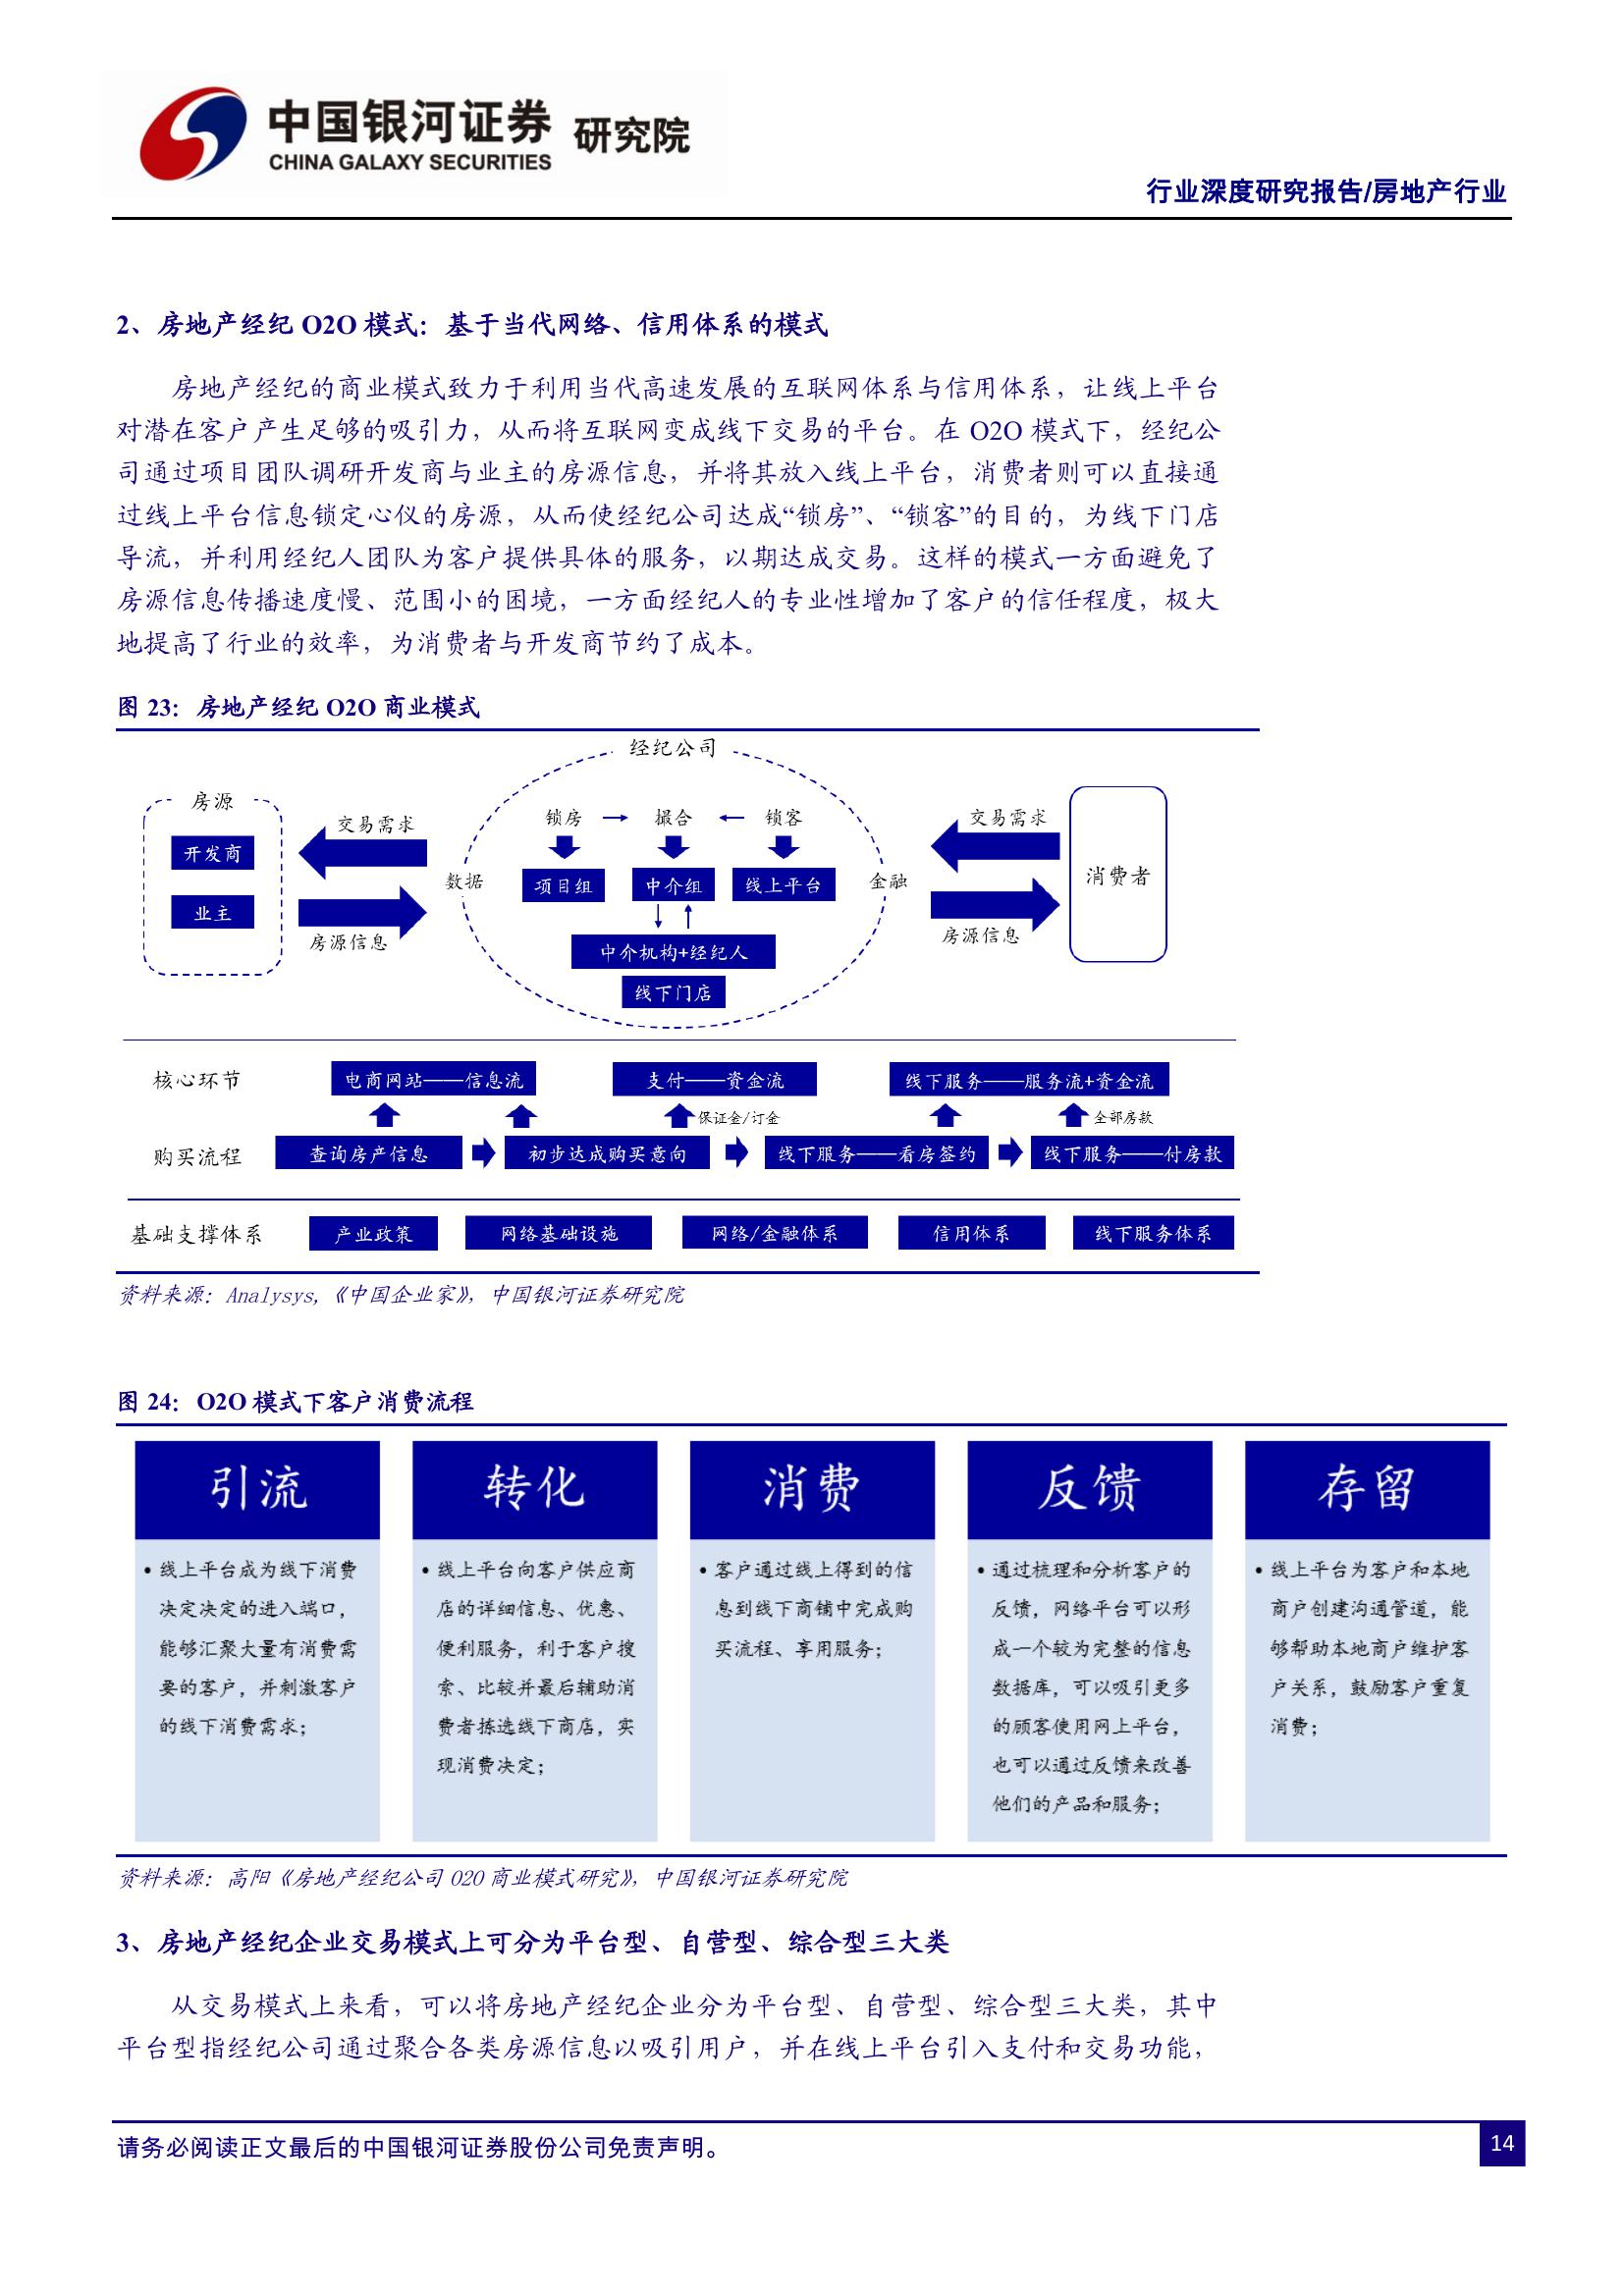 中国银河证券 研究院
CHINA GALAXY SECURITIES
行业深度研究报告/房地产行业
2、房地产经纪 O2O 模式：基于当代网络、信用体系的模式
房地产经纪的商业模式致力于利用当代高速发展的互联网体系与信用体系，让线上平台
对潜在客户产生足够的吸引力，从而将互联网变成线下交易的平台。在 O2O 模式下，经纪公
司通过项目团队调研开发商与业主的房源信息，并将其放入线上平台，消费者则可以直接通
过线上平台信息锁定心仪的房源，从而使经纪公司达成“锁房”、“锁客”的目的，为线下门店
导流，并利用经纪人团队为客户提供具体的服务，以期达成交易。这样的模式一方面避免了
房源信息传播速度慢、范围小的困境，一方面经纪人的专业性增加了客户的信任程度，极大
地提高了行业的效率，为消费者与开发商节约了成本。
图 23：房地产经纪 O2O 商业模式
经纪公司
房源
开发商
业主
交易需求
房源信息
数据
锁房
撮合
锁客
项目组
中介组
线上平台
中介机构+经纪人
线下门店
金融
交易需求
房源信息
消费者
核心环节
电商网站——信息流
支付——资金流
线下服务——服务流+资金流
保证金/订金
全部房款
购买流程
查询房产信息
初步达成购买意向
线下服务——看房签约
线下服务——付房款
基础支撑体系
产业政策
网络基础设施
网络/金融体系
信用体系
线下服务体系
资料来源：Analysys,《中国企业家》，中国银河证券研究院
图 24：O2O 模式下客户消费流程
引流
• 线上平台成为线下消费
决定决定的进入端口，
能够汇聚大量有消费需
要的客户，并刺激客户
的线下消费需求；
转化
• 线上平台向客户供应商
店的详细信息、优惠、
便利服务，利于客户搜
索、比较并最后辅助消
费者拣选线下商店，实
现消费决定；
消费
• 客户通过线上得到的信
息到线下商铺中完成购
买流程、享用服务；
反馈
• 通过梳理和分析客户的
反馈，网络平台可以形
成一个较为完整的信息
数据库，可以吸引更多
的顾客使用网上平台，
也可以通过反馈来改善
他们的产品和服务；
存留
• 线上平台为客户和本地
商户创建沟通管道，能
够帮助本地商户维护客
户关系，鼓励客户重复
消费；
资料来源：高阳《房地产经纪公司 O2O 商业模式研究》，中国银河证券研究院
3、房地产经纪企业交易模式上可分为平台型、自营型、综合型三大类
从交易模式上来看，可以将房地产经纪企业分为平台型、自营型、综合型三大类，其中
平台型指经纪公司通过聚合各类房源信息以吸引用户，并在线上平台引入支付和交易功能，
请务必阅读正文最后的中国银河证券股份公司免责声明。
14